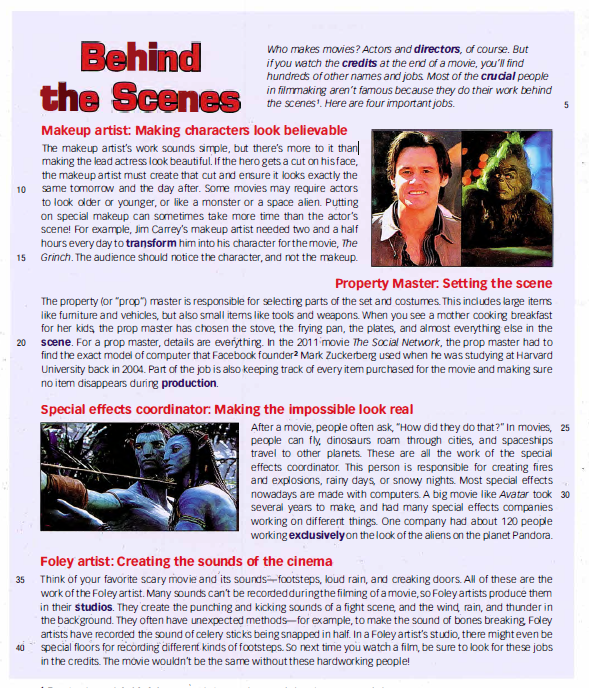 Behind
the Scenes
Who makes movies? Actors and directors, of course. But
if you watch the credits at the end of a movie, you'll find
hundreds of other names and jobs. Most of the crucial people
in filmmaking aren't famous because they do their work behind
the scenes¹. Here are four important jobs. 5
Makeup artist: Making characters look believable
The makeup artist's work sounds simple, but there's more to it than
making the lead actress look beautiful. If the hero gets a cut on his face,
the makeup artist must create that cut and ensure it looks exactly the
10 same tomorrow and the day after. Some movies may require actors
to look older or younger, or like a monster or a space alien. Putting
on special makeup can sometimes take more time than the actor's
scene! For example, Jim Carrey's makeup artist needed two and a half
hours every day to transform him into his character for the movie, The
15 Grinch. The audience should notice the character, and not the makeup.
Property Master: Setting the scene
The property (or "prop") master is responsible for selecting parts of the set and costumes. This includes large items
like furniture and vehicles, but also small items like tools and weapons. When you see a mother cooking breakfast
for her kids, the prop master has chosen the stove, the frying pan, the plates, and almost everything else in the
20 scene. For a prop master, details are everything. In the 2011 movie The Social Network, the prop master had to
find the exact model of computer that Facebook founder² Mark Zuckerberg used when he was studying at Harvard
University back in 2004. Part of the job is also keeping track of every item purchased for the movie and making sure
no item disappears during production.
Special effects coordinator: Making the impossible look real
After a movie, people often ask, "How did they do that?" In movies, 25
people can fly, dinosaurs roam through cities, and spaceships
travel to other planets. These are all the work of the special
effects coordinator. This person is responsible for creating fires
and explosions, rainy days, or snowy nights. Most special effects
nowadays are made with computers. A big movie like Avatar took 30
several years to make, and had many special effects companies
working on different things. One company had about 120 people
working exclusively on the look of the aliens on the planet Pandora.
Foley artist: Creating the sounds of the cinema
35 Think of your favorite scary movie and its sounds—footsteps, loud rain, and creaking doors. All of these are the
work of the Foley artist. Many sounds can't be recorded during the filming of a movie, so Foley artists produce them
in their studios. They create the punching and kicking sounds of a fight scene, and the wind, rain, and thunder in
the background. They often have unexpected methods—for example, to make the sound of bones breaking, Foley
artists have recorded the sound of celery sticks being snapped in half. In a Foley artist's studio, there might even be
40 special floors for recording different kinds of footsteps. So next time you watch a film, be sure to look for these jobs
in the credits. The movie wouldn't be the same without these hardworking people!